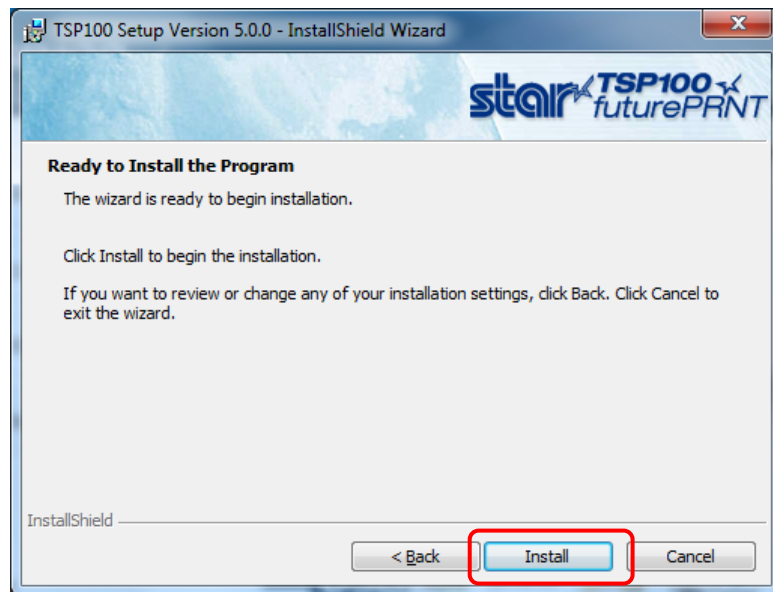 TSP100 Setup Version 5.0.0 - InstallShield Wizard
star TSP100
futurePRNT
Ready to Install the Program
The wizard is ready to begin installation.
Click Install to begin the installation.
If you want to review or change any of your installation settings, click Back. Click Cancel to
exit the wizard.
InstallShield
< Back Install Cancel